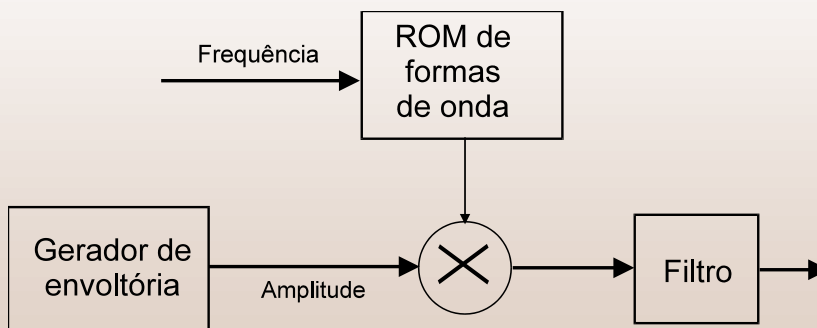 Frequência
ROM de
formas
de onda
Gerador de
envoltória
Amplitude
Filtro